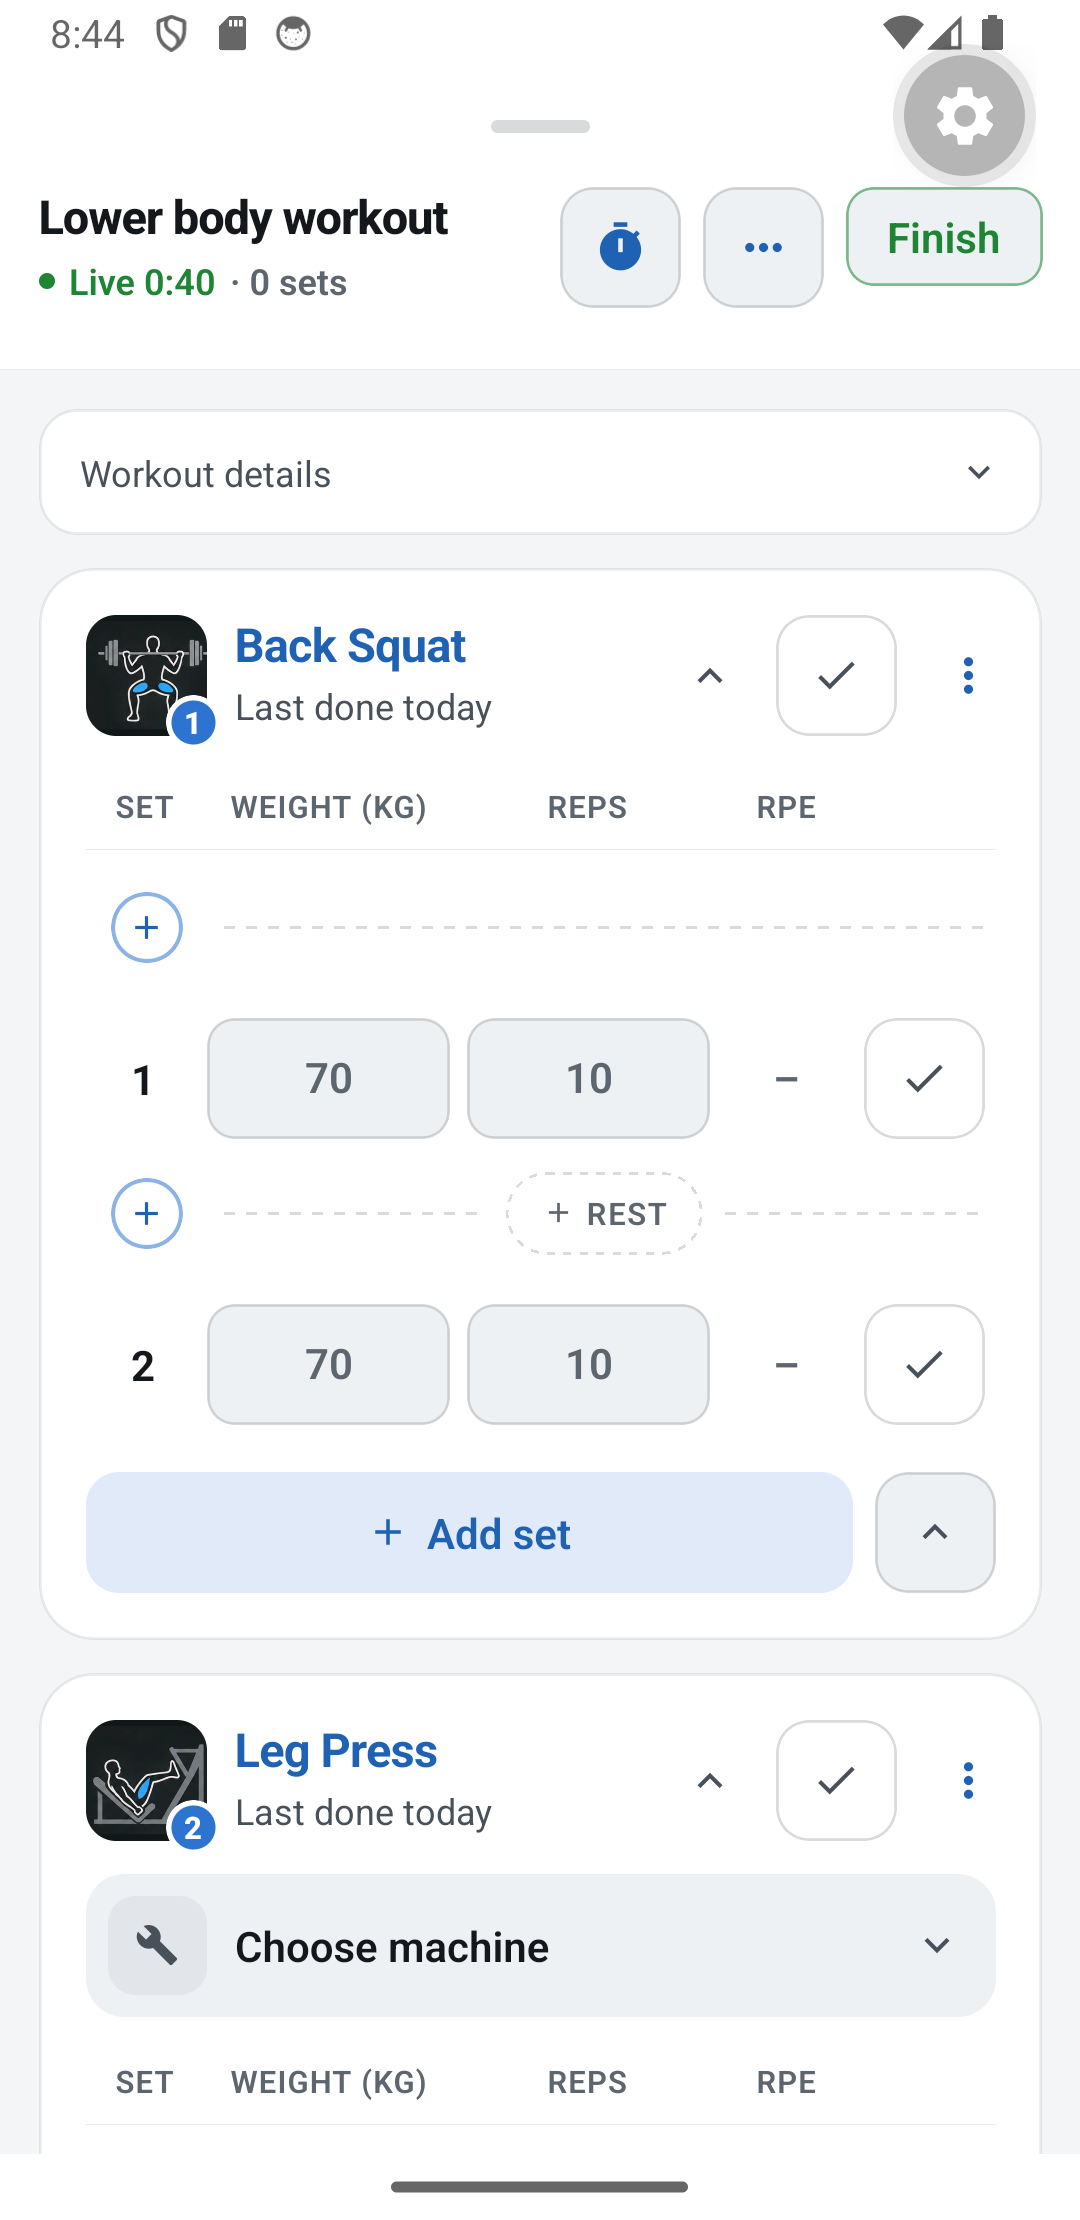 8:44
Lower body workout
Live 0:40 · 0 sets
Finish
Workout details
Back Squat
Last done today
1
SET WEIGHT (KG) REPS RPE
1 70 10 –
+ REST
2 70 10 –
+ Add set
Leg Press
Last done today
2
Choose machine
SET WEIGHT (KG) REPS RPE